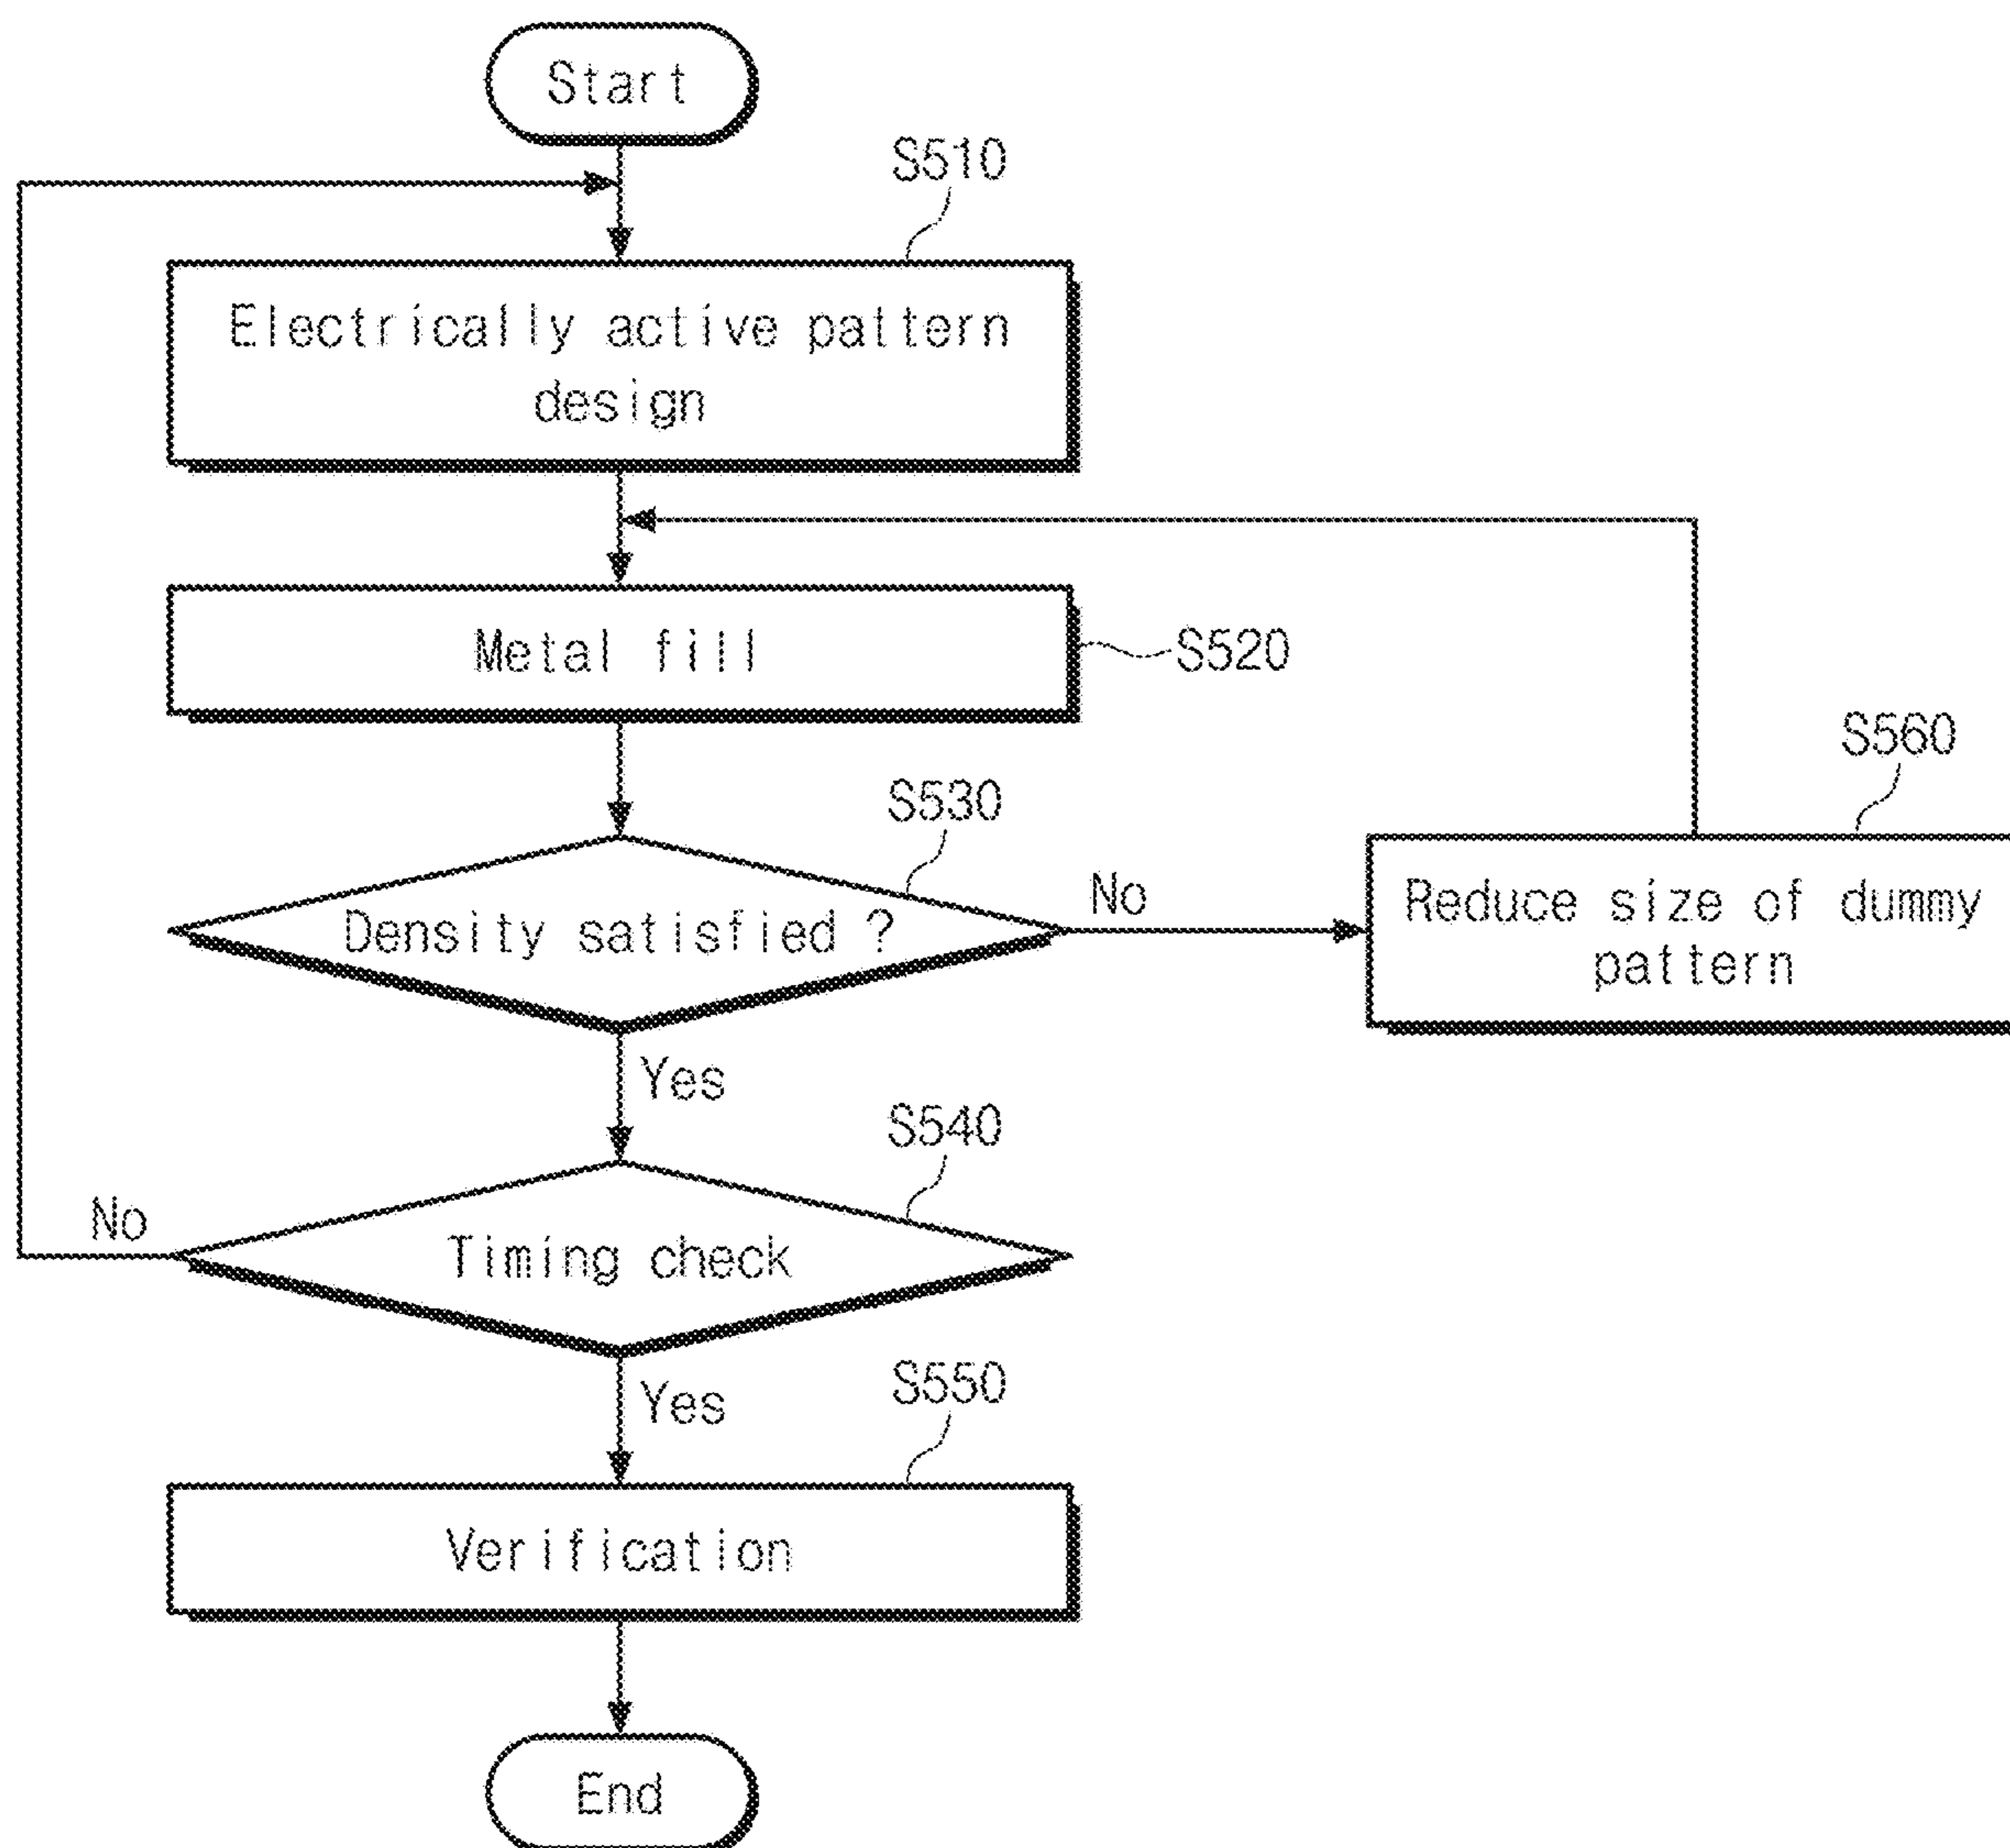 Start
S510
Electrically active pattern
design
Metal fill
S520
S530
S560
Density satisfied ?
No
Reduce size of dummy
pattern
Yes
S540
No
Timing check
Yes
S550
Verification
End